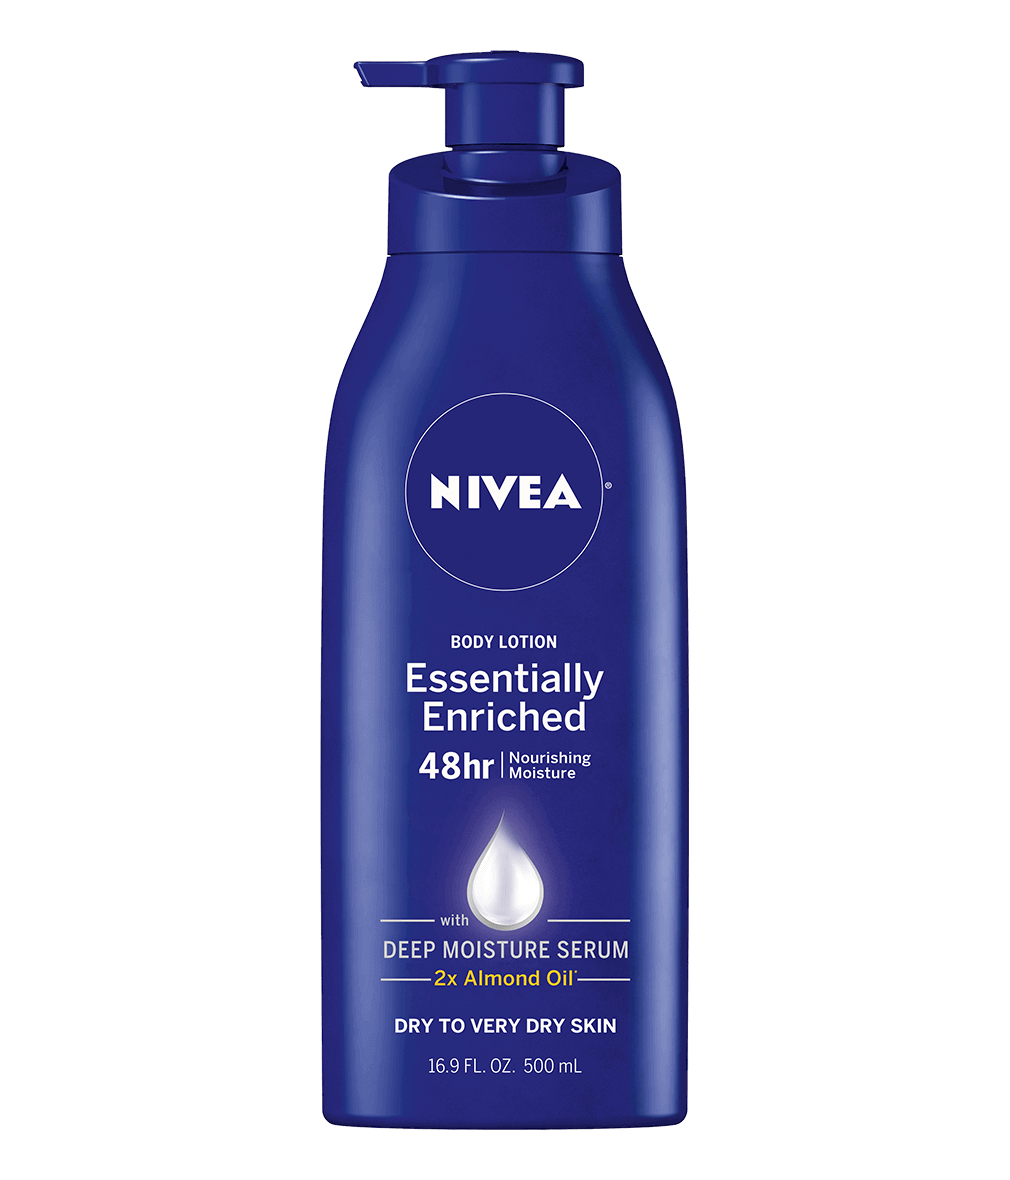 NIVEA®
BODY LOTION
Essentially
Enriched
48hr | Nourishing
Moisture
with
DEEP MOISTURE SERUM
2x Almond Oil*
DRY TO VERY DRY SKIN
16.9 FL. OZ. 500 mL